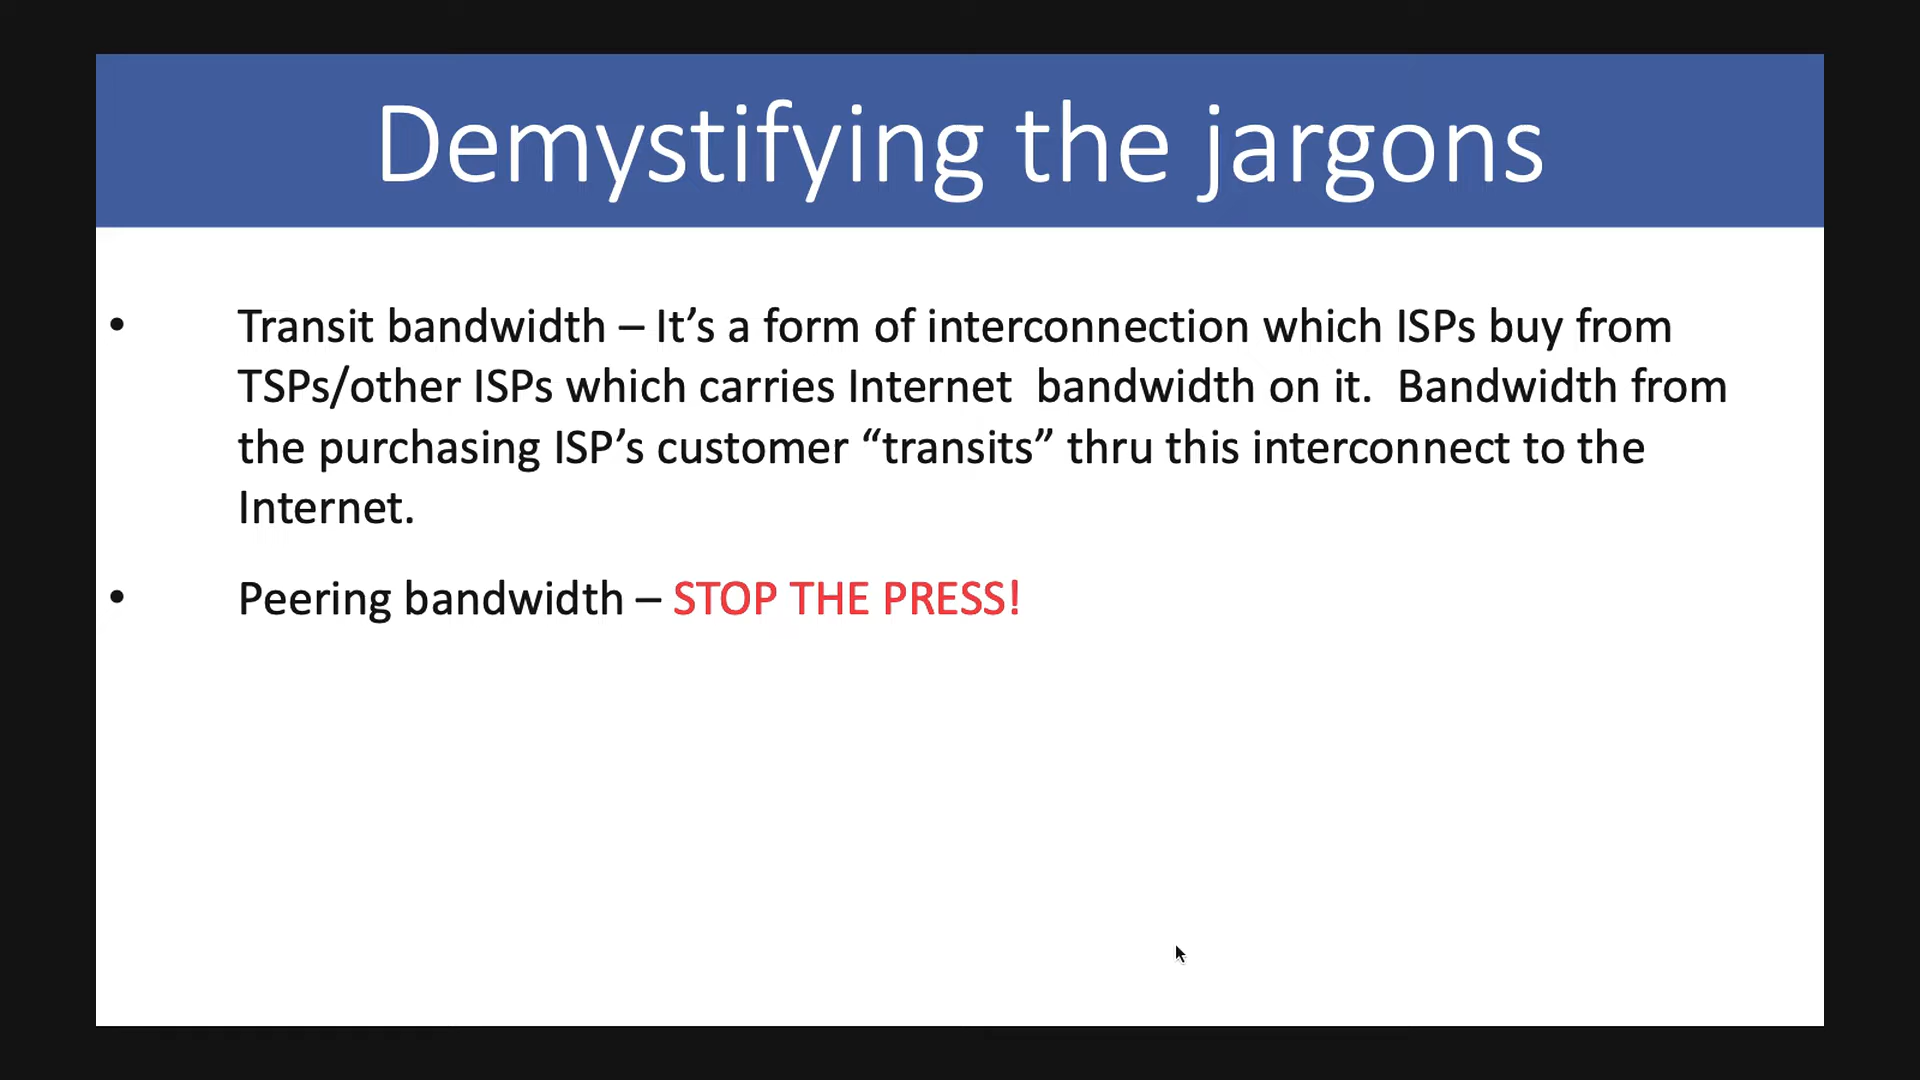 Demystifying the jargons
• Transit bandwidth – It’s a form of interconnection which ISPs buy from
TSPs/other ISPs which carries Internet  bandwidth on it.  Bandwidth from
the purchasing ISP’s customer “transits” thru this interconnect to the
Internet.
• Peering bandwidth – STOP THE PRESS!